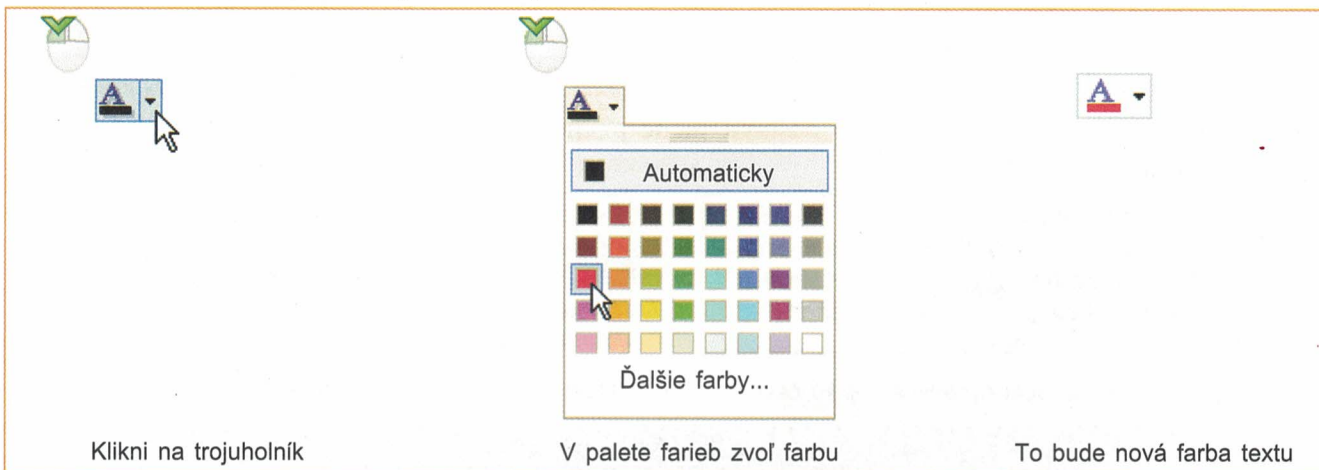 A
A
A
Automaticky
Ďalšie farby...
Klikni na trojuholník
V palete farieb zvoľ farbu
To bude nová farba textu